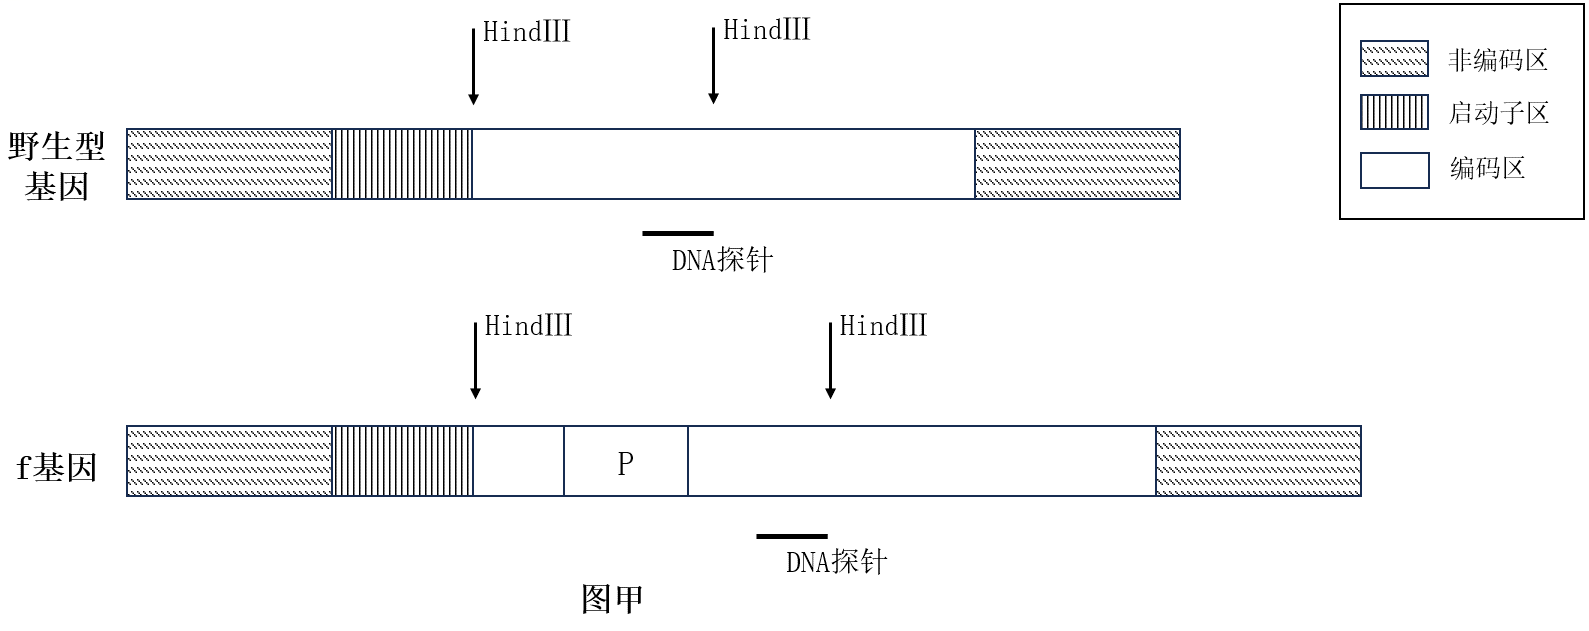 HindⅢ
HindⅢ
非编码区
启动子区
编码区
野生型
基因
DNA探针
HindⅢ
HindⅢ
f基因
P
DNA探针
图甲